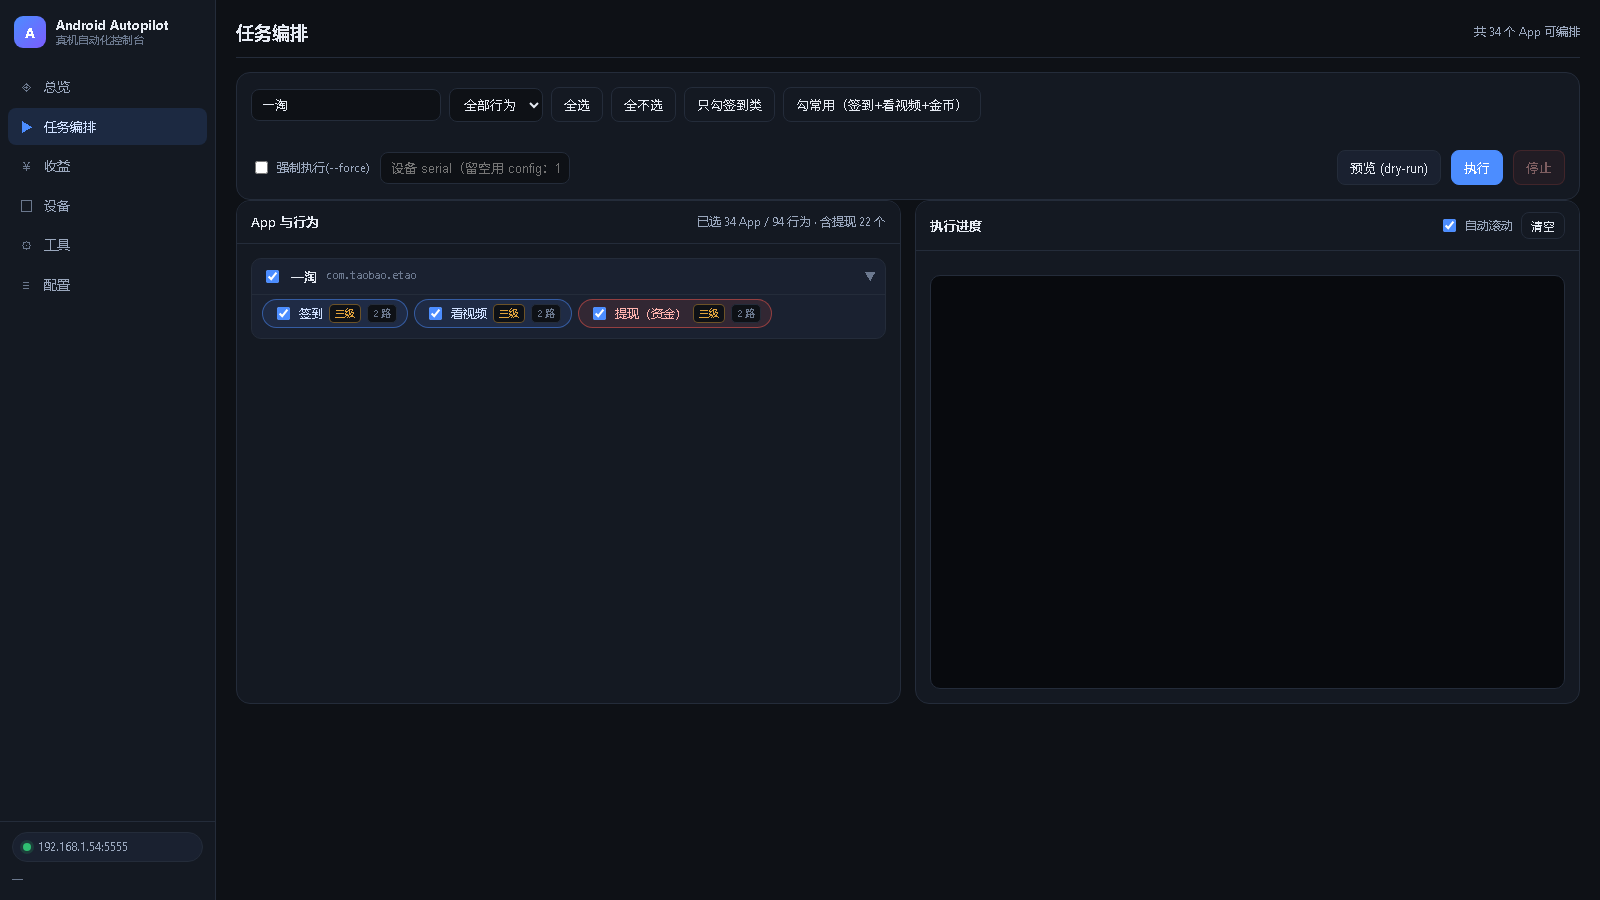 A
Android Autopilot
真机自动化控制台
总览
任务编排
¥ 收益
设备
工具
配置
192.168.1.54:5555
—
任务编排
共 34 个 App 可编排
一淘
全部行为
全选
全不选
只勾签到类
勾常用（签到+看视频+金币）
强制执行(--force)
设备 serial（留空用 config：1
预览 (dry-run)
执行
停止
App 与行为
已选 34 App / 94 行为 · 含提现 22 个
一淘 com.taobao.etao
签到 三级 2 路
看视频 三级 2 路
提现（资金） 三级 2 路
执行进度
自动滚动
清空